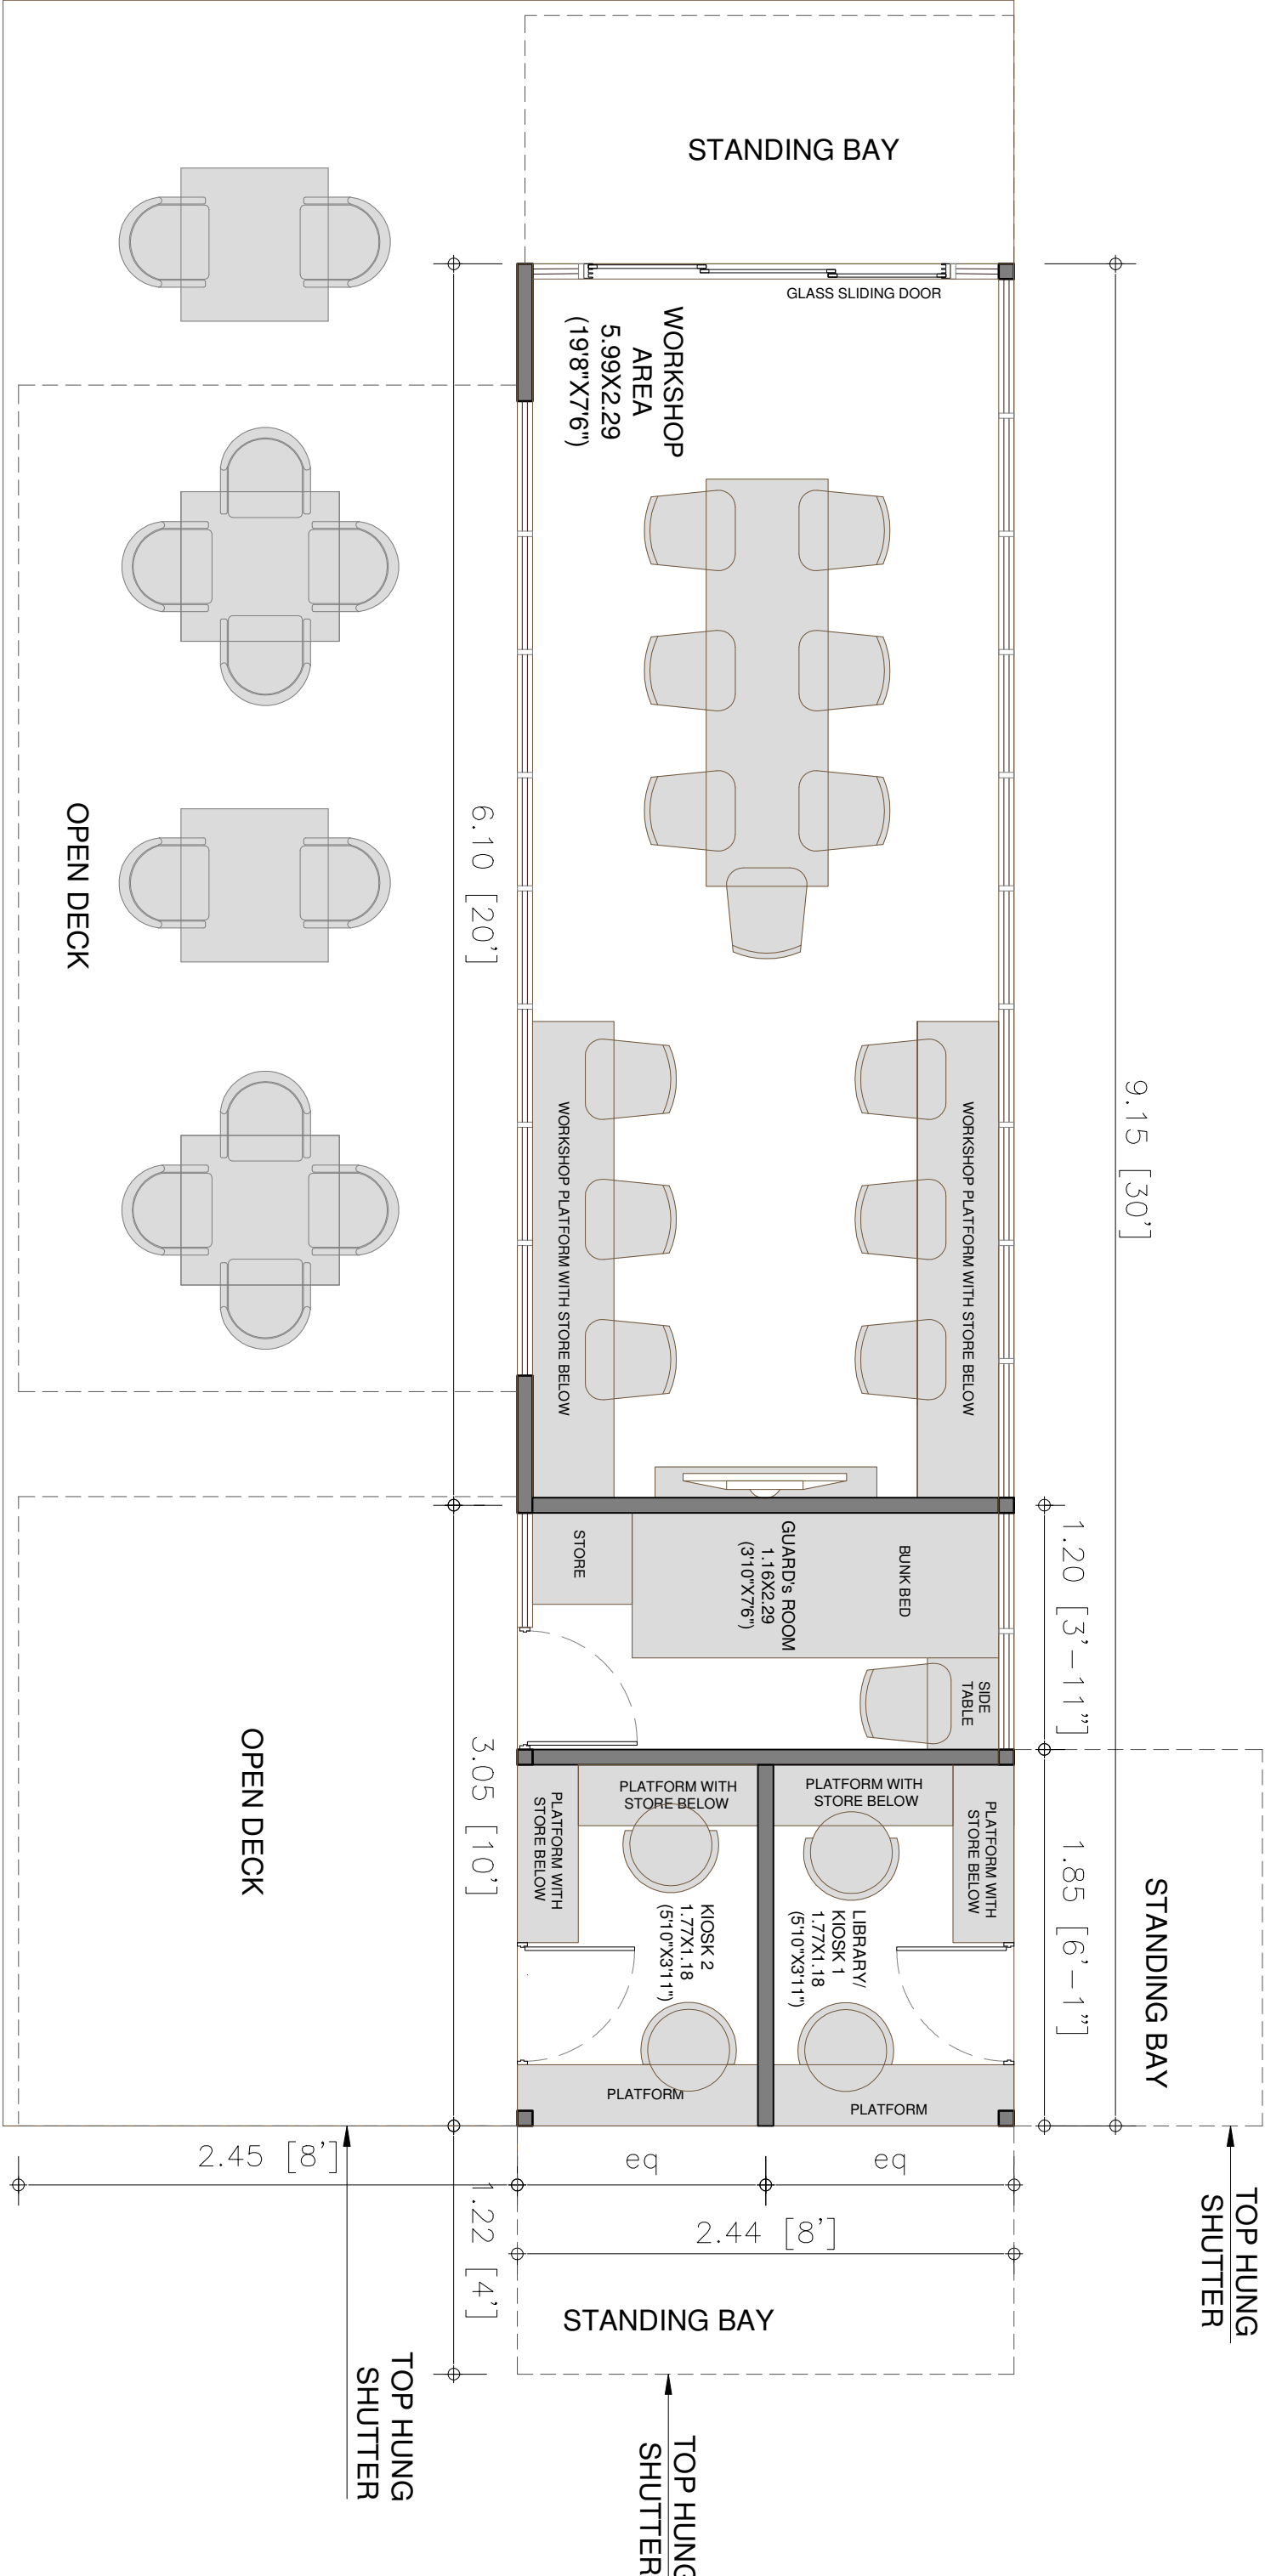 STANDING BAY
GLASS SLIDING DOOR
WORKSHOP
AREA
5.99X2.29
(19'8"X7'6")
OPEN DECK
6.10 [20']
9.15 [30']
WORKSHOP PLATFORM WITH STORE BELOW
WORKSHOP PLATFORM WITH STORE BELOW
STORE
GUARD's ROOM
1.16X2.29
(3'10"X7'6")
BUNK BED
1.20 [3'-11"]
SIDE
TABLE
OPEN DECK
3.05 [10']
PLATFORM WITH
STORE BELOW
PLATFORM WITH
STORE BELOW
PLATFORM WITH
STORE BELOW
PLATFORM WITH
STORE BELOW
1.85 [6'-1"]
STANDING BAY
KIOSK 2
1.77X1.18
(5'10"X3'11")
LIBRARY/
KIOSK 1
1.77X1.18
(5'10"X3'11")
PLATFORM
PLATFORM
2.45 [8']
eq
eq
1.22 [4']
2.44 [8']
TOP HUNG
SHUTTER
STANDING BAY
TOP HUNG
SHUTTER
TOP HUNG
SHUTTER